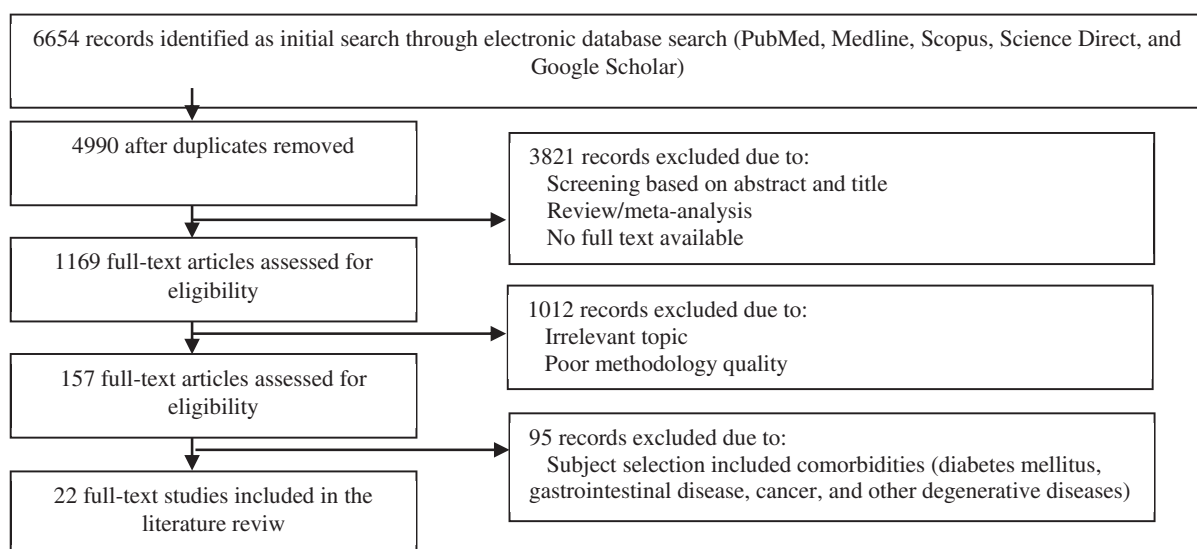 6654 records identified as initial search through electronic database search (PubMed, Medline, Scopus, Science Direct, and
Google Scholar)
4990 after duplicates removed
3821 records excluded due to:
Screening based on abstract and title
Review/meta-analysis
No full text available
1169 full-text articles assessed for
eligibility
1012 records excluded due to:
Irrelevant topic
Poor methodology quality
157 full-text articles assessed for
eligibility
95 records excluded due to:
Subject selection included comorbidities (diabetes mellitus,
gastrointestinal disease, cancer, and other degenerative diseases)
22 full-text studies included in the
literature reviw